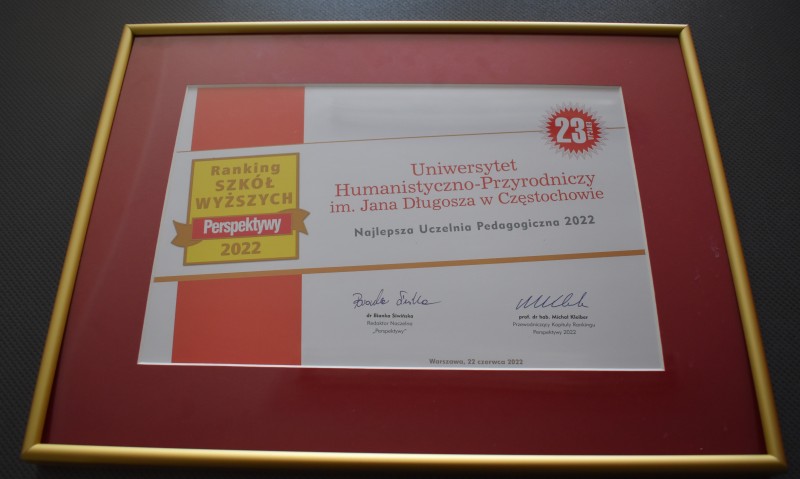 Ranking
SZKÓŁ
WYŻSZYCH
Perspektywy
2022
23
Uniwersytet
Humanistyczno-Przyrodniczy
im. Jana Długosza w Częstochowie
Najlepsza Uczelnia Pedagogiczna 2022
dr Bianka Siwińska
Redaktor Naczelna
„Perspektywy”
prof. dr hab. Michał Kleiber
Przewodniczący Kapituły Rankingu
Perspektywy 2022
Warszawa, 22 czerwca 2022